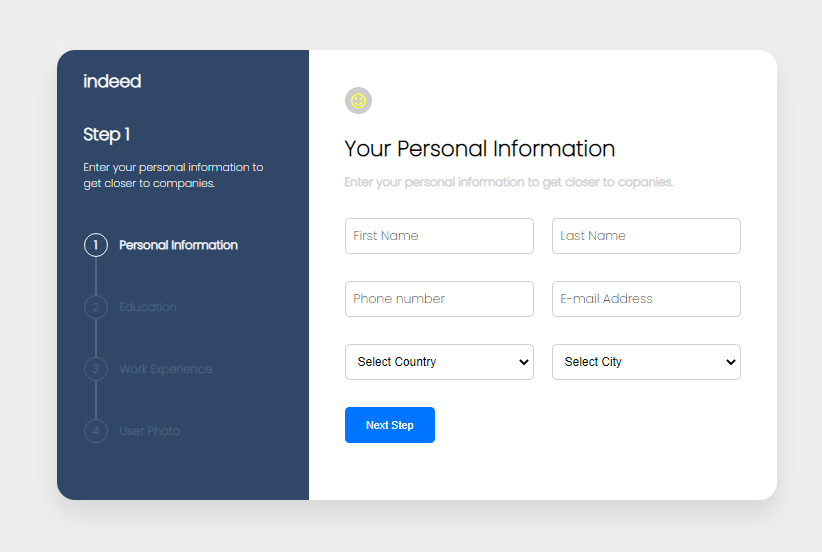 indeed
Step 1
Enter your personal information to
get closer to companies.
1 Personal Information
2 Education
3 Work Experience
4 User Photo
Your Personal Information
Enter your personal information to get closer to copanies.
First Name
Last Name
Phone number
E-mail Address
Select Country
Select City
Next Step